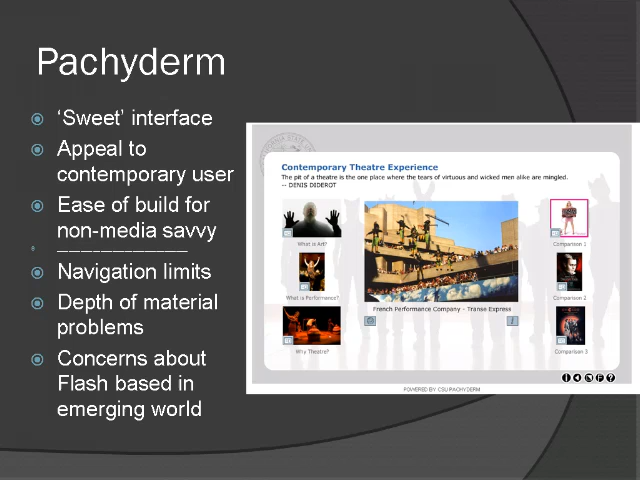 Pachyderm
‘Sweet’ interface
Appeal to
contemporary user
Ease of build for
non-media savvy
Navigation limits
Depth of material
problems
Concerns about
Flash based in
emerging world
Contemporary Theatre Experience
The pit of a theatre is the one place where the tears of virtuous and wicked men alike are mingled.
-- DENIS DIDEROT
What is Art?
What is Performance?
Why Theatre?
French Performance Company - Transe Express
Comparison 1
Comparison 2
Comparison 3
POWERED BY CSU PACHYDERM